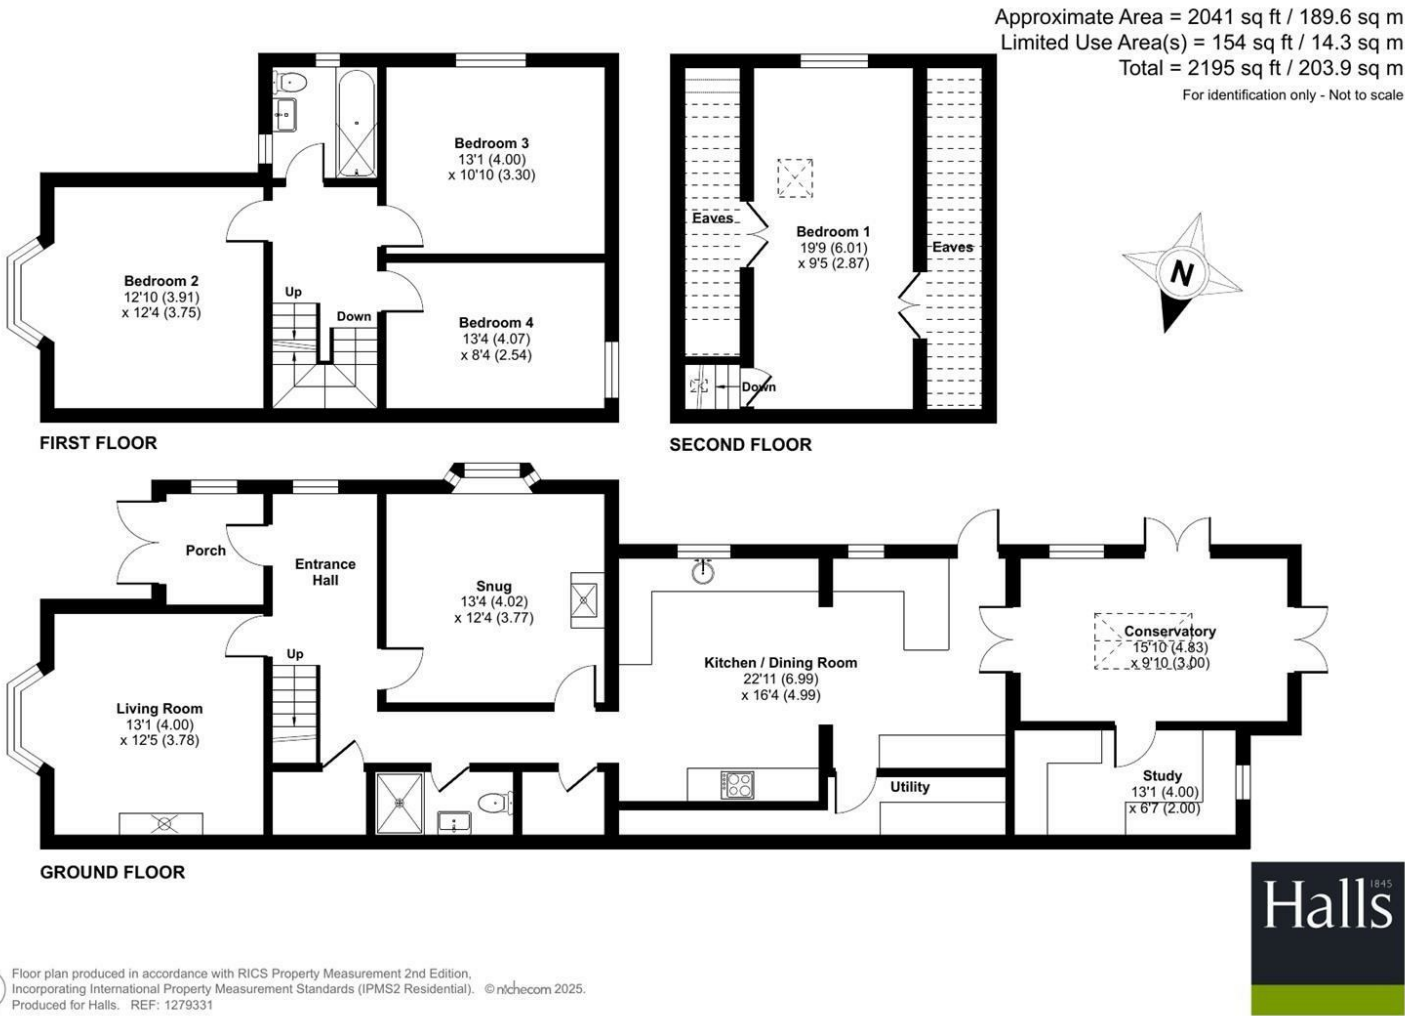 Approximate Area = 2041 sq ft / 189.6 sq m
Limited Use Area(s) = 154 sq ft / 14.3 sq m
Total = 2195 sq ft / 203.9 sq m
For identification only - Not to scale
Bedroom 3
13'1 (4.00)
x 10'10 (3.30)
Bedroom 2
12'10 (3.91)
x 12'4 (3.75)
Up
Down
Bedroom 4
13'4 (4.07)
x 8'4 (2.54)
FIRST FLOOR
Eaves
Bedroom 1
19'9 (6.01)
x 9'5 (2.87)
Eaves
Down
SECOND FLOOR
N
Porch
Entrance
Hall
Snug
13'4 (4.02)
x 12'4 (3.77)
Up
Living Room
13'1 (4.00)
x 12'5 (3.78)
Kitchen / Dining Room
22'11 (6.99)
x 16'4 (4.99)
Conservatory
15'10 (4.83)
x 9'10 (3.00)
Utility
Study
13'1 (4.00)
x 6'7 (2.00)
GROUND FLOOR
1845
Halls
Floor plan produced in accordance with RICS Property Measurement 2nd Edition,
Incorporating International Property Measurement Standards (IPMS2 Residential). © nichecom 2025.
Produced for Halls. REF: 1279331